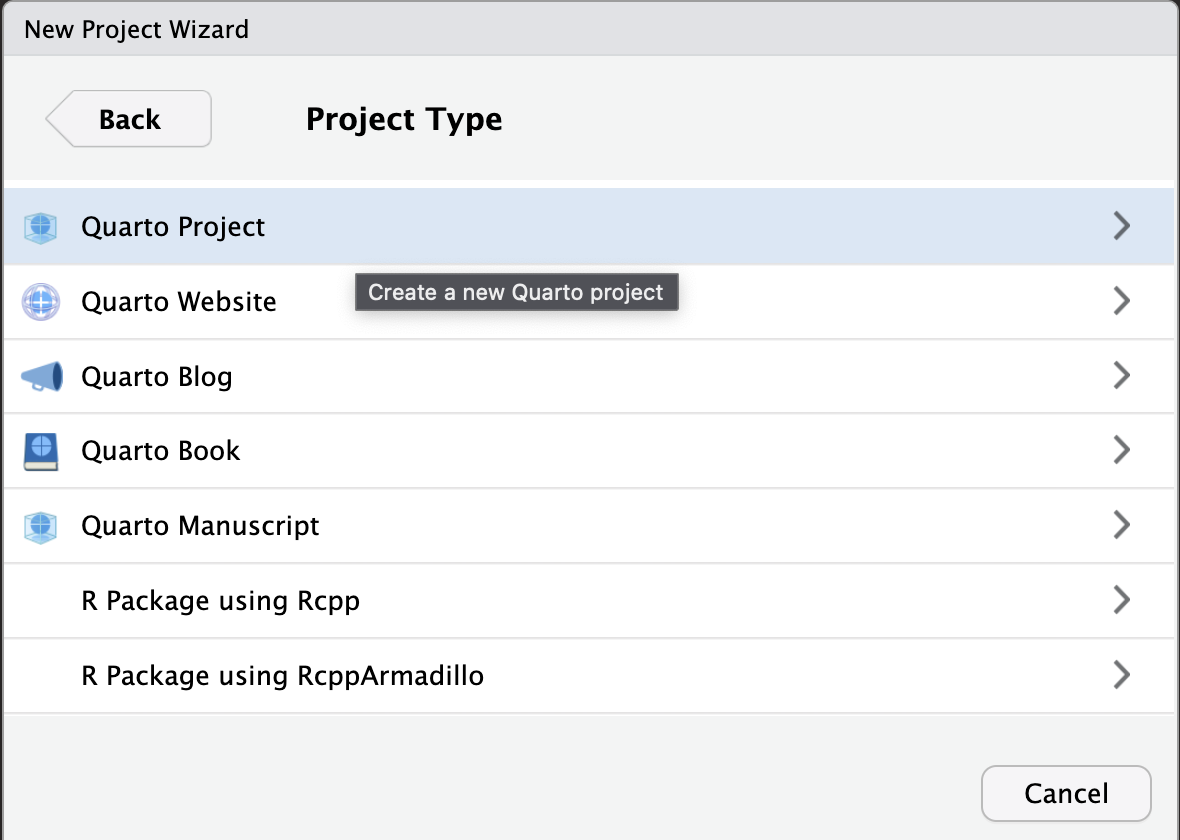 New Project Wizard
Back
Project Type
Quarto Project
Create a new Quarto project
Quarto Website
Quarto Blog
Quarto Book
Quarto Manuscript
R Package using Rcpp
R Package using RcppArmadillo
Cancel